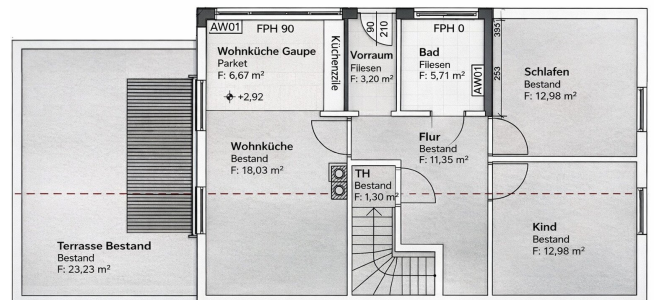 AW01
FPH 90
90
210
FPH 0
395
Wohnküche Gaupe
Parket
F: 6,67 m²
+2,92
Küchenzzile
Vorraum
Fliesen
F: 3,20 m²
Bad
Fliesen
F: 5,71 m²
AW01
253
Schlafen
Bestand
F: 12,98 m²
Wohnküche
Bestand
F: 18,03 m²
Flur
Bestand
F: 11,35 m²
TH
Bestand
F: 1,30 m²
Terrasse Bestand
Bestand
F: 23,23 m²
Kind
Bestand
F: 12,98 m²